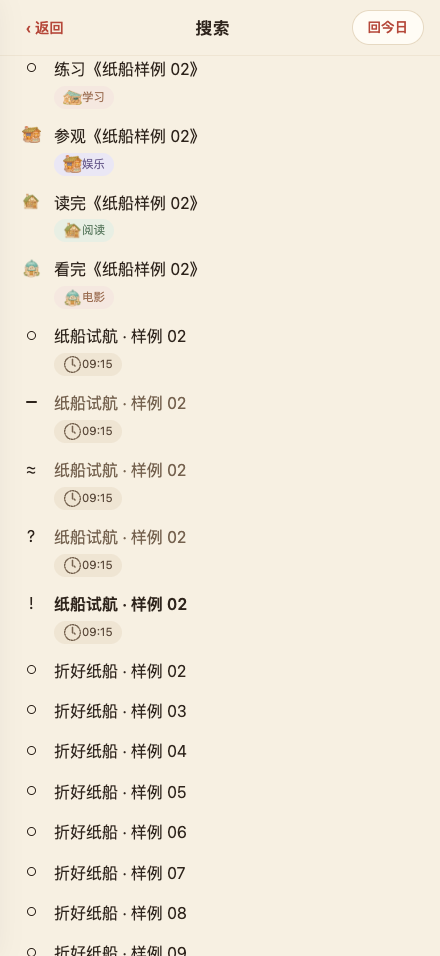 ‹ 返回
搜索
回今日
练习《纸船样例 02》
学习
参观《纸船样例 02》
娱乐
读完《纸船样例 02》
阅读
看完《纸船样例 02》
电影
纸船试航 · 样例 02
09:15
– 纸船试航 · 样例 02
09:15
≈ 纸船试航 · 样例 02
09:15
? 纸船试航 · 样例 02
09:15
! 纸船试航 · 样例 02
09:15
折好纸船 · 样例 02
折好纸船 · 样例 03
折好纸船 · 样例 04
折好纸船 · 样例 05
折好纸船 · 样例 06
折好纸船 · 样例 07
折好纸船 · 样例 08
折好纸船 · 样例 09